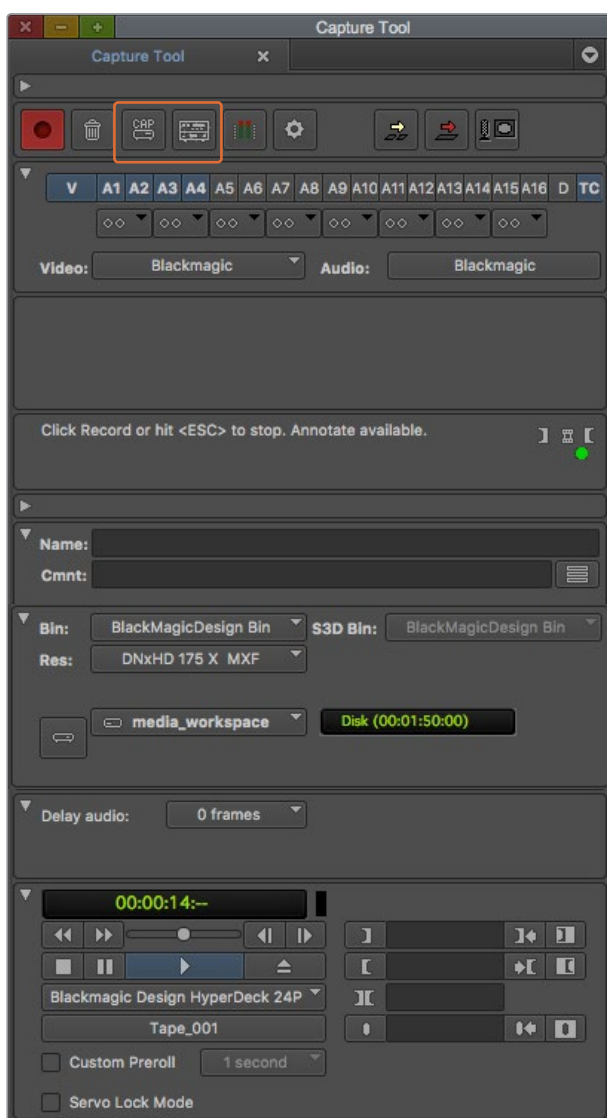 Capture Tool
Capture Tool
CAP
V A1 A2 A3 A4 A5 A6 A7 A8 A9 A10 A11 A12 A13 A14 A15 A16 D TC
Video: Blackmagic Audio: Blackmagic
Click Record or hit <ESC> to stop. Annotate available.
Name:
Cmnt:
Bin: BlackMagicDesign Bin S3D Bin: BlackMagicDesign Bin
Res: DNxHD 175 X MXF
media_workspace Disk (00:01:50:00)
Delay audio: 0 frames
00:00:14:--
Blackmagic Design HyperDeck 24P
Tape_001
Custom Preroll 1 second
Servo Lock Mode